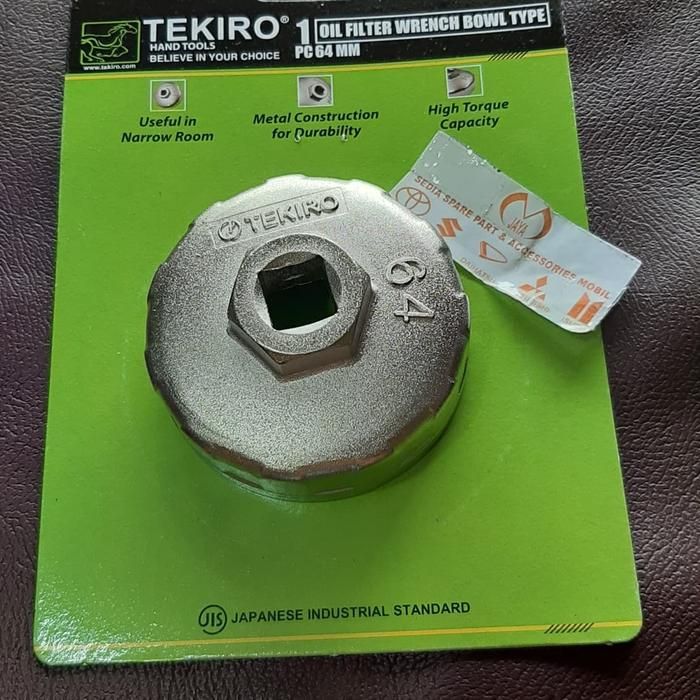 TEKIRO®
HAND TOOLS
BELIEVE IN YOUR CHOICE
1
PC 64 MM
OIL FILTER WRENCH BOWL TYPE
www.tekiro.com
Useful in
Narrow Room
Metal Construction
for Durability
High Torque
Capacity
SEDIA SPARE PART & ACCESSORIES MOBIL
JAYA
DAIHATSU
TEKIRO
64
JIS JAPANESE INDUSTRIAL STANDARD